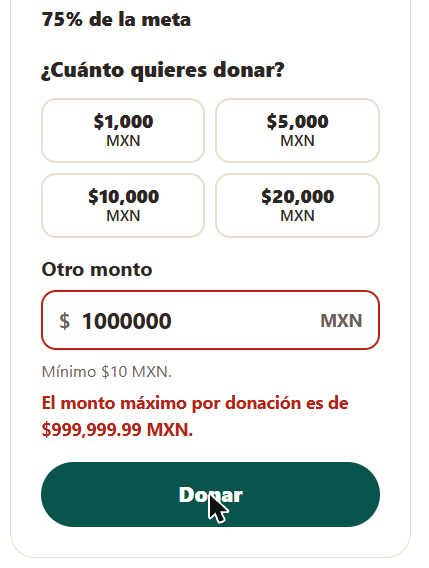 75% de la meta
¿Cuánto quieres donar?
$1,000
MXN
$5,000
MXN
$10,000
MXN
$20,000
MXN
Otro monto
$ 1000000 MXN
Mínimo $10 MXN.
El monto máximo por donación es de
$999,999.99 MXN.
Donar